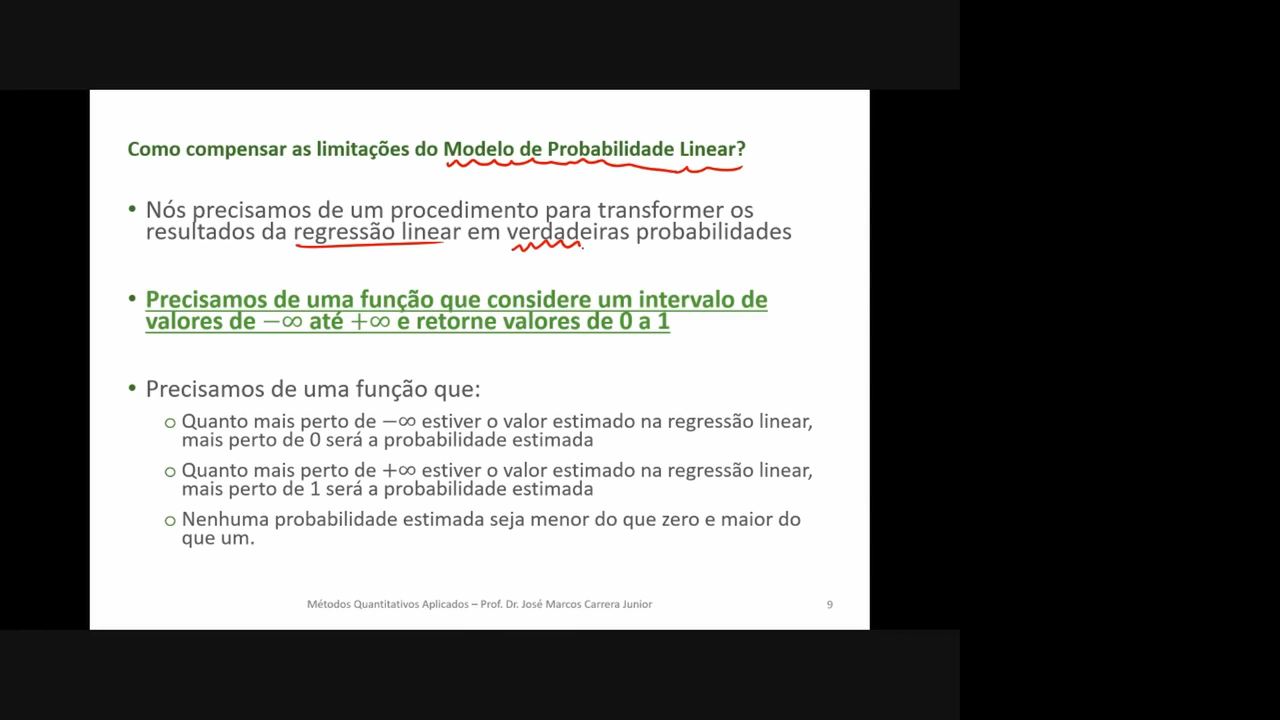 Como compensar as limitações do Modelo de Probabilidade Linear?
• Nós precisamos de um procedimento para transformer os
resultados da regressão linear em verdadeiras probabilidades
• Precisamos de uma função que considere um intervalo de
valores de −∞ até +∞ e retorne valores de 0 a 1
• Precisamos de uma função que:
o Quanto mais perto de −∞ estiver o valor estimado na regressão linear,
mais perto de 0 será a probabilidade estimada
o Quanto mais perto de +∞ estiver o valor estimado na regressão linear,
mais perto de 1 será a probabilidade estimada
o Nenhuma probabilidade estimada seja menor do que zero e maior do
que um.
Métodos Quantitativos Aplicados – Prof. Dr. José Marcos Carrera Junior 9